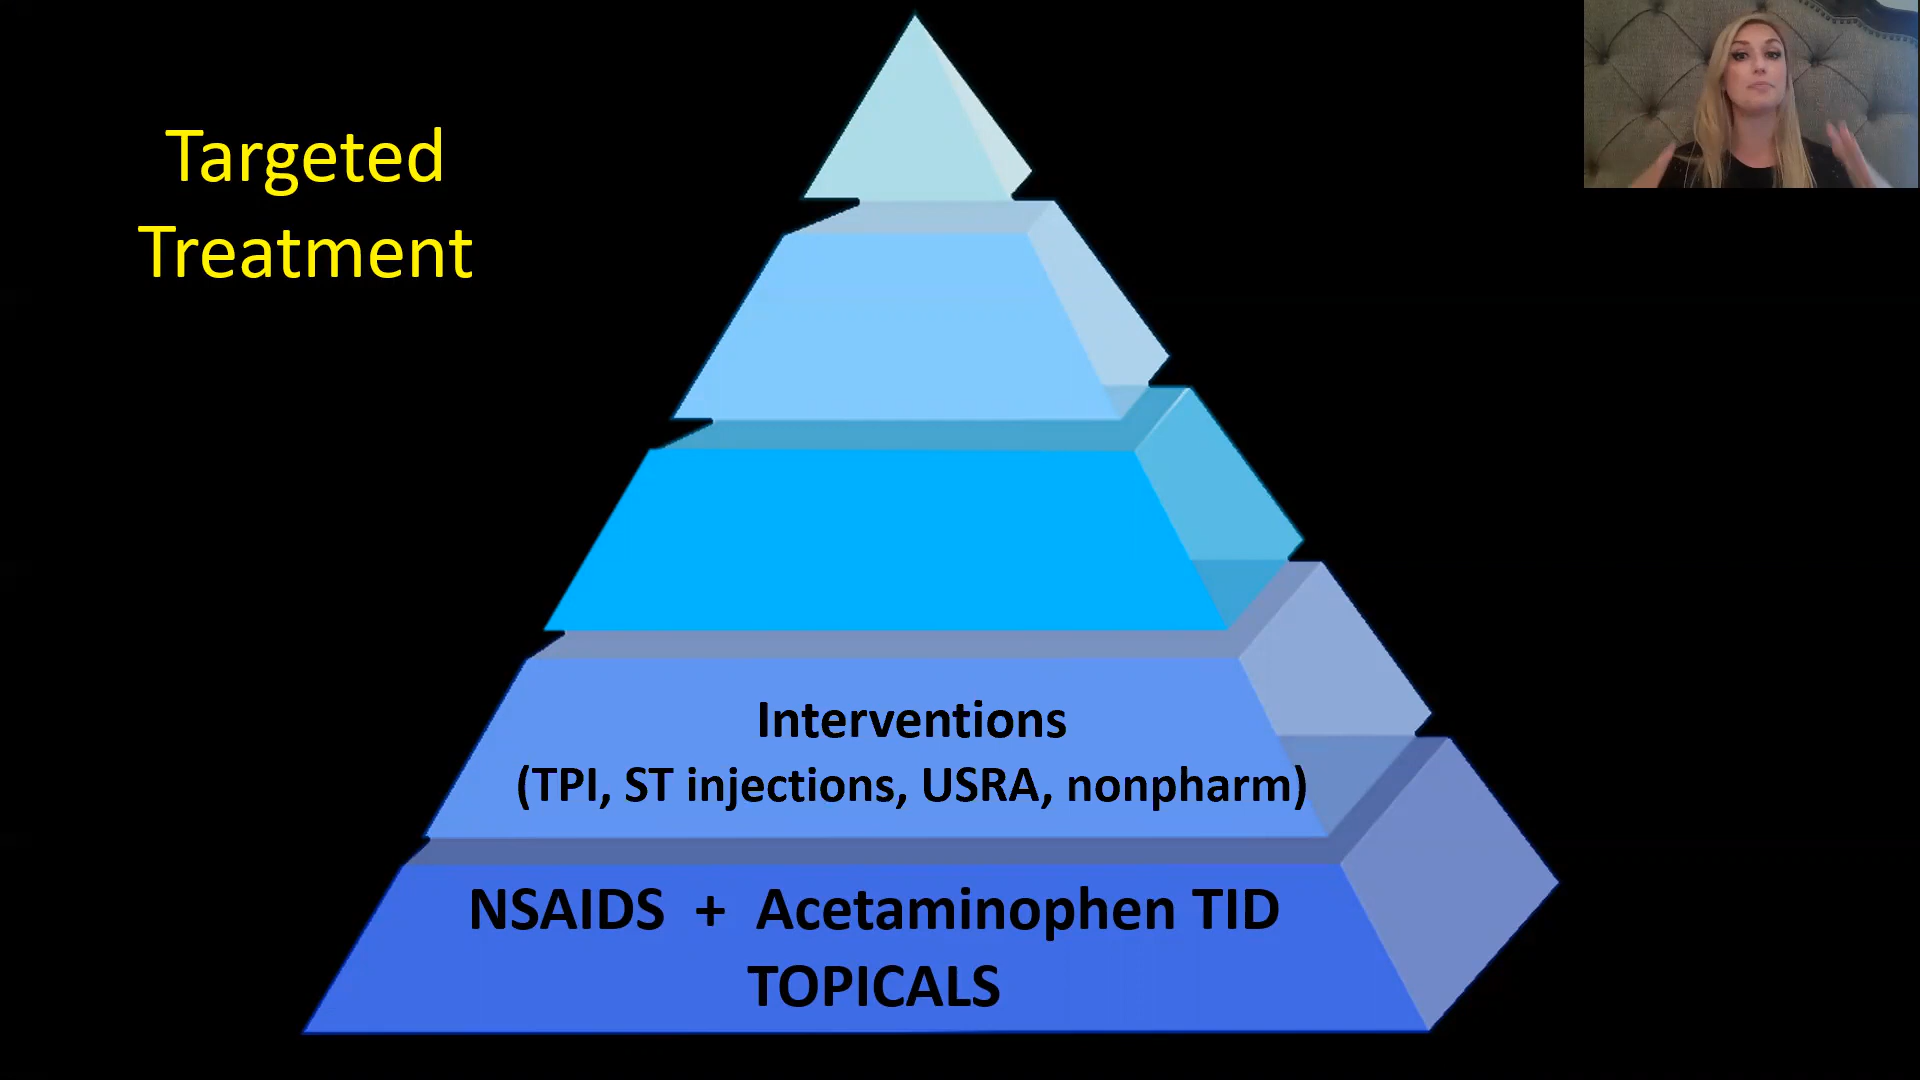 Targeted
Treatment
Interventions
(TPI, ST injections, USRA, nonpharm)
NSAIDS + Acetaminophen TID
TOPICALS